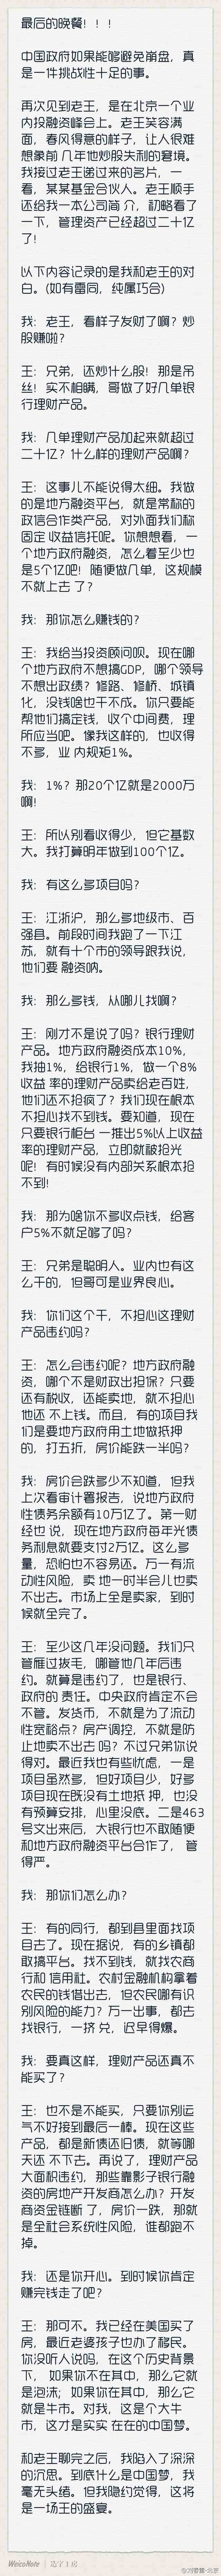 最后的晚餐！！！
中国政府如果能够避免崩盘，真
是一件挑战性十足的事。
再次见到老王，是在北京一个业
内投融资峰会上。老王笑容满
面，春风得意的样子，让人很难
想象前 几年他炒股失利的窘境。
我接过老王递过来的名片，一
看，某某基金合伙人。老王顺手
还给我一本公司简 介，初略看了
一下，管理资产已经超过二十亿
了！
以下内容记录的是我和老王的对
白。(如有雷同，纯属巧合)
我：老王，看样子发财了啊？炒
股赚啦？
王：兄弟，还炒什么股！那是吊
丝！实不相瞒，哥做了好几单银
行理财产品。
我：几单理财产品加起来就超过
二十亿？什么样的理财产品啊？
王：这事儿不能说得太细。我做
的是地方融资平台，就是常称的
政信合作类产品，对外面我们称
固定 收益信托呢。你想想看，一
个地方政府融资，怎么着至少也
是5个亿吧！随便做几单，这规模
不就上去 了？
我：那你怎么赚钱的？
王：我给当投资顾问呗。现在哪
个地方政府不想搞GDP，哪个领导
不想出政绩？修路、修桥、城镇
化，没钱啥也干不成。你只要能
帮他们搞定钱，收个中间费，理
所应当吧。像我这样的，也收得
不多，业 内规矩1%。
我：1%？那20个亿就是2000万
啊！
王：所以别看收得少，但它基数
大。我打算明年做到100个亿。
我：有这么多项目吗？
王：江浙沪，那么多地级市、百
强县。前段时间我跑了一下江
苏，就有十个市的领导跟我说，
他们要 融资呐。
我：那么多钱，从哪儿找啊？
王：刚才不是说了吗？银行理财
产品。地方政府融资成本10%，
我抽1%，给银行1%，做一个8%
收益 率的理财产品卖给老百姓，
他们还不抢疯了？我们现在根本
不担心找不到钱。要知道，现在
只要银行柜台 一推出5%以上收益
率的理财产品，立即就被抢光
呢！有时候没有内部关系根本抢
不到！
我：那为啥你不多收点钱，给客
户5%不就足够了吗？
王：兄弟是聪明人。业内也有这
么干的，但哥可是业界良心。
我：你们这个干，不担心这理财
产品违约吗？
王：怎么会违约呢？地方政府融
资，哪个不是财政出担保？只要
还有税收，还能卖地，就不担心
他还 不上钱。而且，有的项目我
们是要地方政府用土地做抵押
的，打五折，房价能跌一半吗？
我：房价会跌多少不知道，但我
上次看审计署报告，说地方政府
性债务余额有10万亿了。第一财
经也 说，现在地方政府每年光债
务利息就要支付2万亿。这么多
量，恐怕也不容易还。万一有流
动性风险，卖 地一时半会儿也卖
不出去。市场上全是卖家，到时
候就全完了。
王：至少这几年没问题。我们只
管雁过拔毛，哪管他几年后违
约。就算是违约了，也是银行、
政府的 责任。中央政府肯定不会
不管。发货币，不就是为了流动
性宽裕点？房产调控，不就是防
止地卖不出去 吗？不过兄弟你说
得对。最近我也有些忧虑，一是
项目虽然多，但好项目少，好多
项目现在既没有土地抵 押，也没
有预算安排，心里没底。二是463
号文出来后，大银行也不敢随便
和地方政府融资平台合作了， 管
得严。
我：那你们怎么办？
王：有的同行，都到县里面找项
目去了。现在据说，有的乡镇都
敢搞平台。找不到钱，就找农商
行和 信用社。农村金融机构拿着
农民的钱借出去，但农民哪有识
别风险的能力？万一出事，都去
找银行，一挤 兑，迟早得爆。
我：要真这样，理财产品还真不
能买了？
王：也不是不能买，只要你别运
气不好接到最后一棒。现在这些
产品，都是新债还旧债，就等哪
天还 不下去。再说了，理财产品
大面积违约，那些靠影子银行融
资的房地产开发商怎么办？开发
商资金链断 了，房价一跌，那就
是全社会系统性风险，谁都跑不
掉。
我：还是你开心。到时候你肯定
赚完钱走了吧？
王：那可不。我已经在美国买了
房，最近老婆孩子也办了移民。
你没听人说吗，在这个历史背景
下， 如果你不在其中，那么它就
是泡沫；如果你在其中，那么它
就是牛市。对我，这是个大牛
市，这才是实实 在在的中国梦。
和老王聊完之后，我陷入了深深
的沉思。到底什么是中国梦，我
毫无头绪。但我隐约觉得，这将
是一场王的盛宴。
WeicoNote | 造字工房
@刘春慧-北京